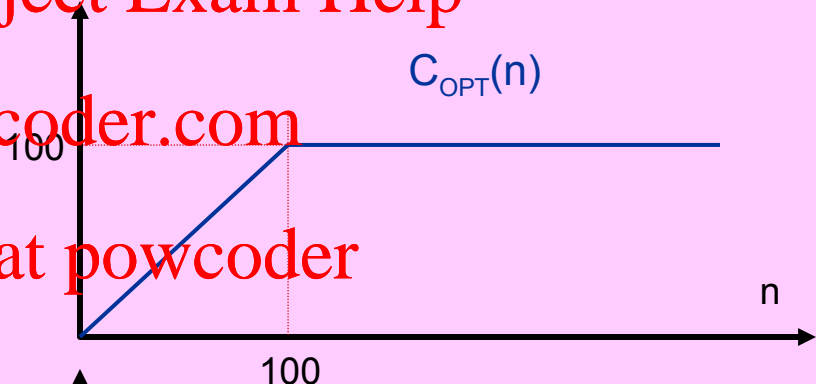 ject Exam Help
C_OPT(n)
coder.com
100
at powcoder
n
100